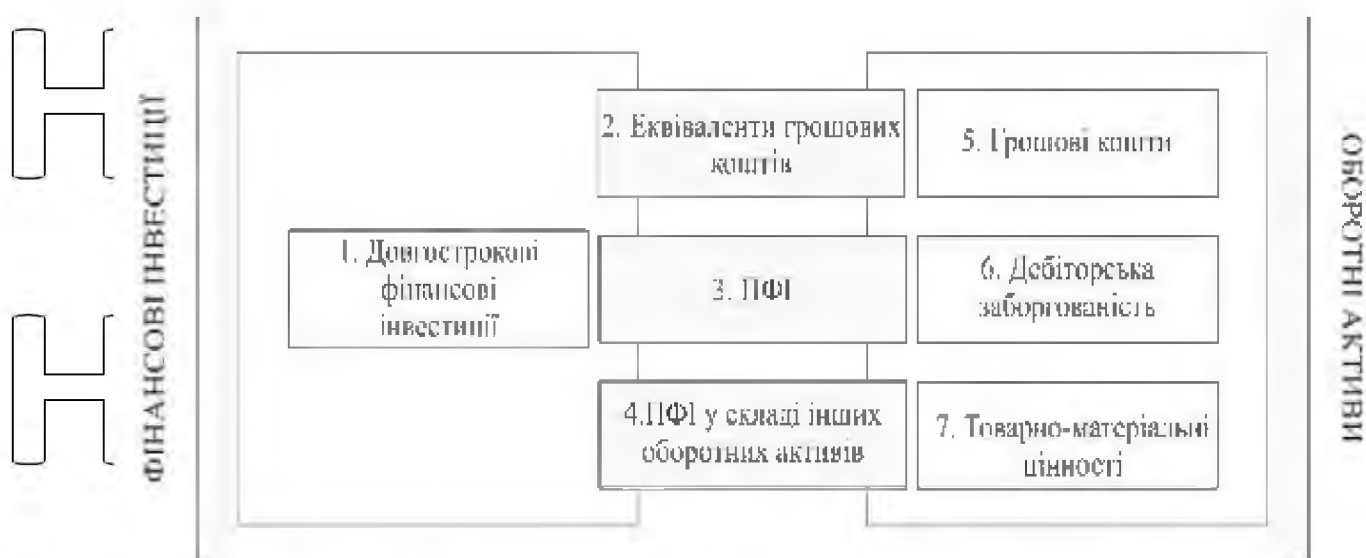 ФІНАНСОВІ ІНВЕСТИЦІЇ
1. Довгострокові
фінансові
інвестиції
2. Еквіваленти грошових
коштів
3. ПФІ
4.ПФІ у складі інших
оборотних активів
5. Грошові кошти
6. Дебіторська
заборгованість
7. Товарно-матеріальні
цінності
ОБОРОТНІ АКТИВИ